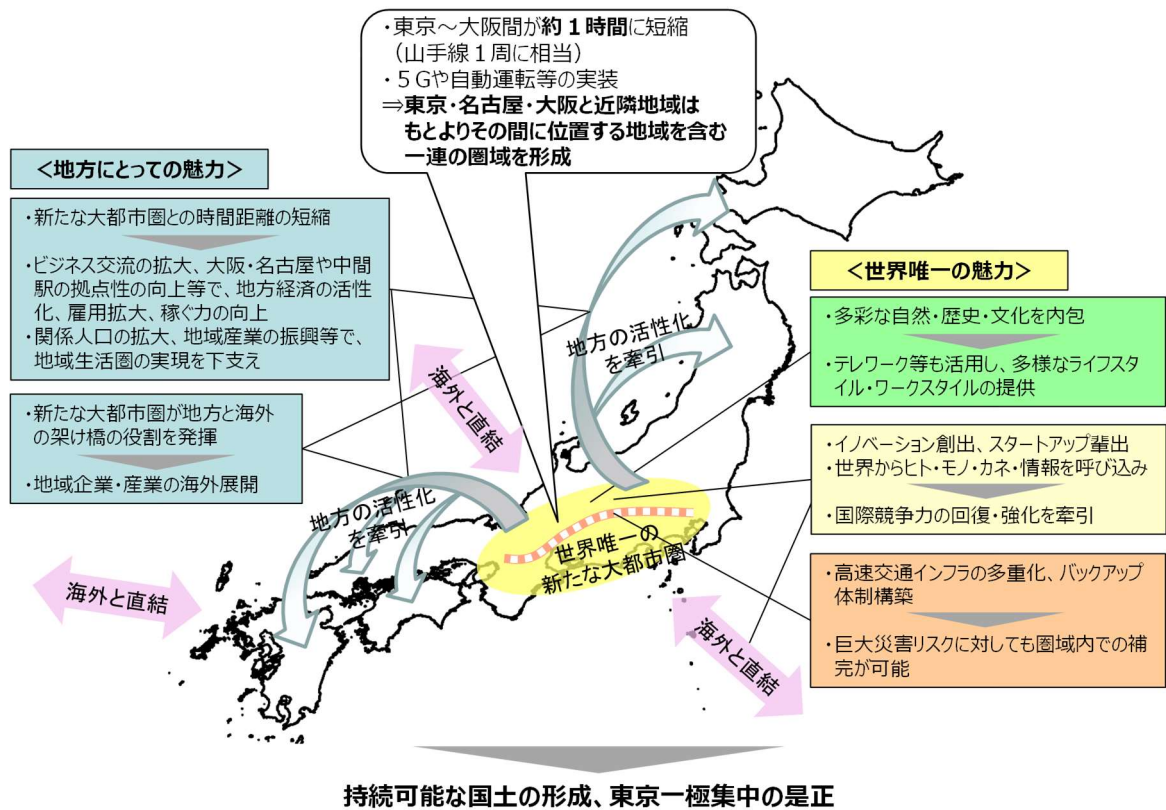 ・東京～大阪間が約１時間に短縮
（山手線１周に相当）
・５Gや自動運転等の実装
⇒東京・名古屋・大阪と近隣地域は
もとよりその間に位置する地域を含む
一連の圏域を形成
＜地方にとっての魅力＞
・新たな大都市圏との時間距離の短縮
・ビジネス交流の拡大、大阪・名古屋や中間
駅の拠点性の向上等で、地方経済の活性
化、雇用拡大、稼ぐ力の向上
・関係人口の拡大、地域産業の振興等で、
地域生活圏の実現を下支え
・新たな大都市圏が地方と海外
の架け橋の役割を発揮
・地域企業・産業の海外展開
地方の活性化
を牽引
海外と直結
地方の活性化
を牽引
海外と直結
世界唯一の
新たな大都市圏
海外と直結
＜世界唯一の魅力＞
・多彩な自然・歴史・文化を内包
・テレワーク等も活用し、多様なライフスタ
イル・ワークスタイルの提供
・イノベーション創出、スタートアップ輩出
・世界からヒト・モノ・カネ・情報を呼び込み
・国際競争力の回復・強化を牽引
・高速交通インフラの多重化、バックアップ
体制構築
・巨大災害リスクに対しても圏域内での補
完が可能
持続可能な国土の形成、東京一極集中の是正